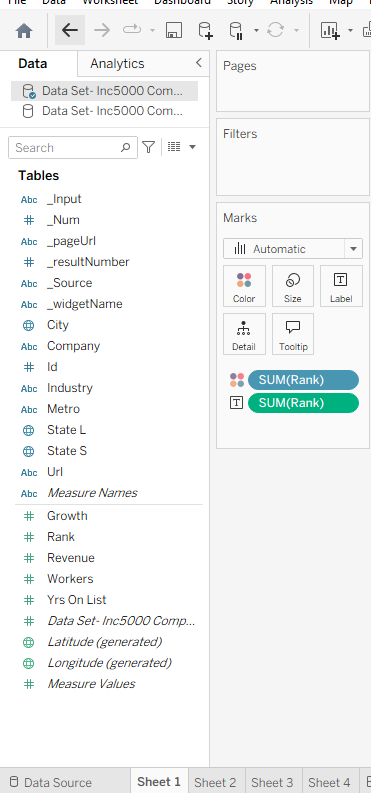 File Data Worksheet Dashboard Story Analysis Map
Data
Analytics
Data Set- Inc5000 Com...
Data Set- Inc5000 Com...
Search
Tables
Abc _Input
# _Num
Abc _pageUrl
# _resultNumber
Abc _Source
Abc _widgetName
City
Abc Company
# Id
Abc Industry
Abc Metro
State L
State S
Abc Url
Abc Measure Names
# Growth
# Rank
# Revenue
# Workers
# Yrs On List
# Data Set- Inc5000 Comp...
Latitude (generated)
Longitude (generated)
# Measure Values
Pages
Filters
Marks
Automatic
Color Size Label
Detail Tooltip
SUM(Rank)
T SUM(Rank)
Data Source Sheet 1 Sheet 2 Sheet 3 Sheet 4